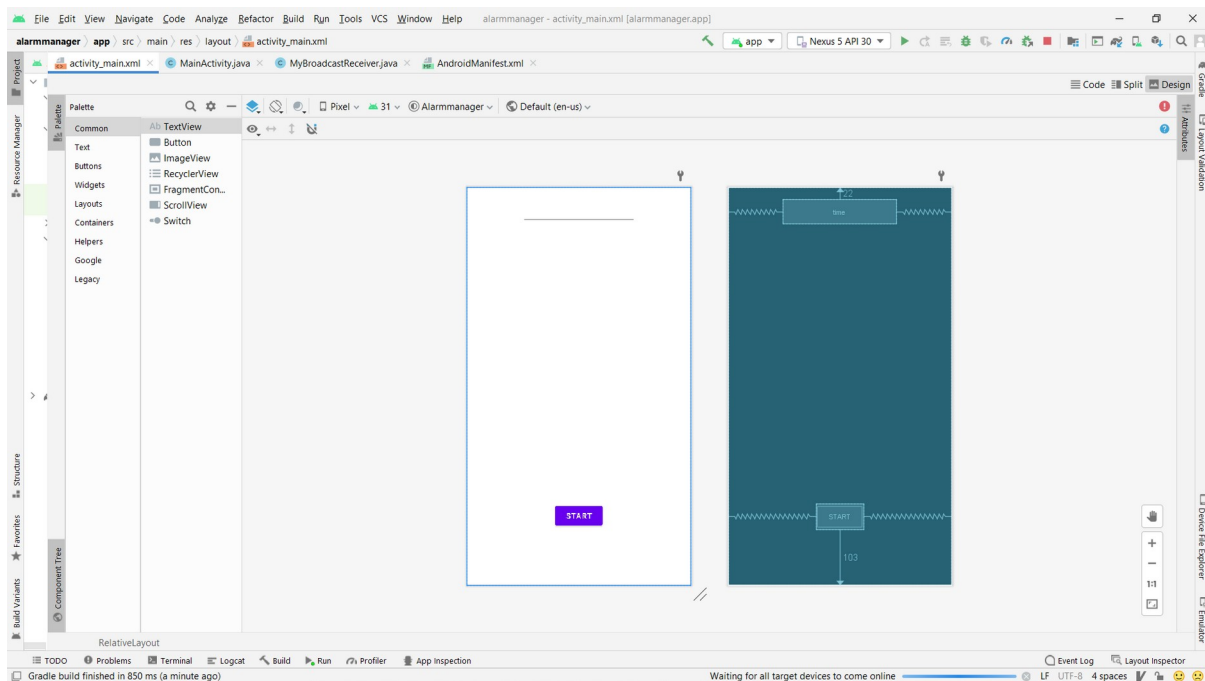 File Edit View Navigate Code Analyze Refactor Build Run Tools VCS Window Help alarmmanager - activity_main.xml [alarmmanager.app]
alarmmanager app src main res layout activity_main.xml app Nexus 5 API 30
activity_main.xml MainActivity.java MyBroadcastReceiver.java AndroidManifest.xml
Code Split Design
Palette Pixel 31 Alarmmanager Default (en-us)
Common
Text
Buttons
Widgets
Layouts
Containers
Helpers
Google
Legacy
Ab TextView
Button
ImageView
RecyclerView
FragmentCon...
ScrollView
Switch
START
22
time
START
103
1:1
Project
Resource Manager
Structure
Favorites
Build Variants
Palette
Component Tree
Gradle
Layout Validation
Attributes
Device File Explorer
Emulator
RelativeLayout
TODO Problems Terminal Logcat Build Run Profiler App Inspection Event Log Layout Inspector
Gradle build finished in 850 ms (a minute ago) Waiting for all target devices to come online LF UTF-8 4 spaces